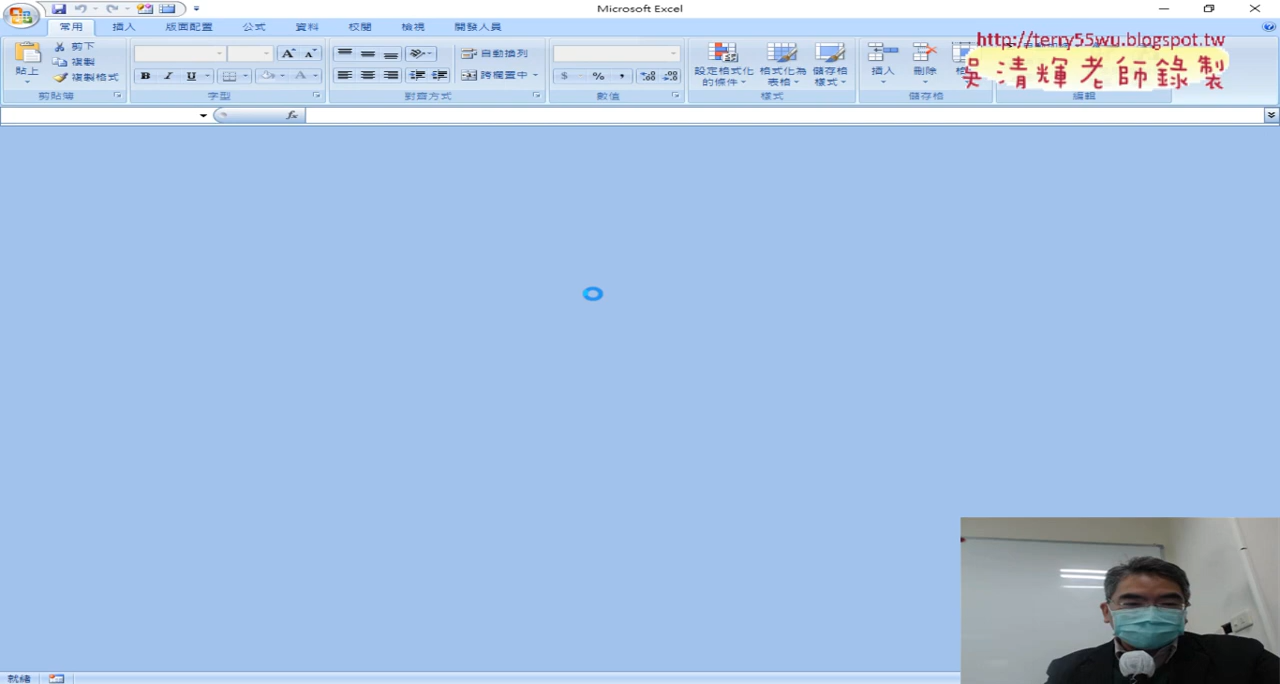 Microsoft Excel
常用 插入 版面配置 公式 資料 校閱 檢視 開發人員
http://terry55wu.blogspot.tw
吳清輝老師錄製
貼上
剪下
複製
複製格式
剪貼簿
B I U A A A
字型
自動換列
跨欄置中
對齊方式
$ % ,
數值
設定格式化的條件
格式化為表格
儲存格樣式
樣式
插入
刪除
儲存格
編輯
fx
就緒